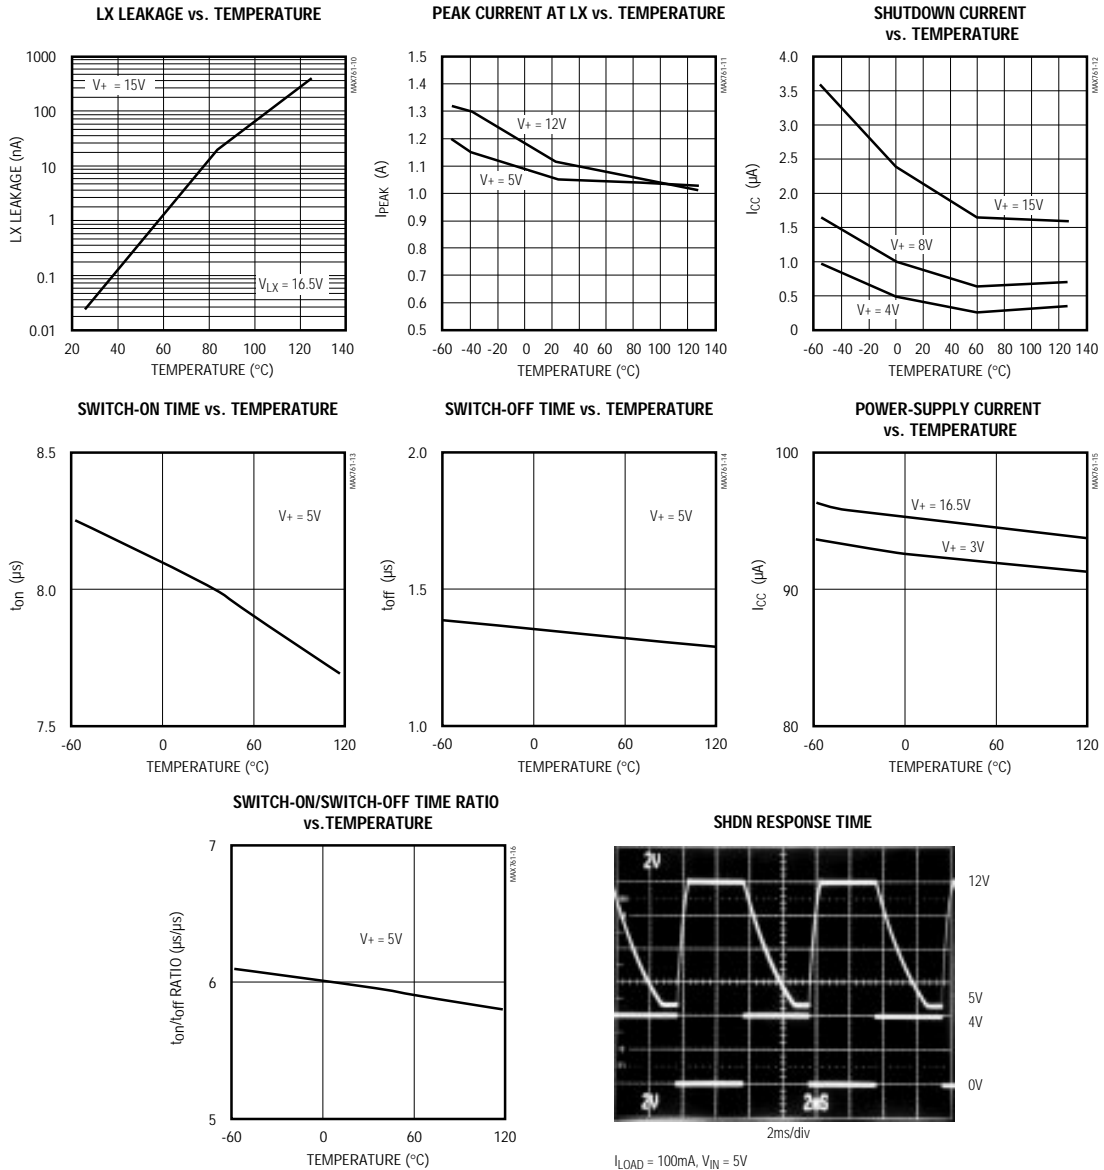 LX LEAKAGE vs. TEMPERATURE
1000
100
10
1
0.1
0.01
LX LEAKAGE (nA)
V+ = 15V
VLX = 16.5V
20 40 60 80 100 120 140
TEMPERATURE (°C)
MAX761-10
PEAK CURRENT AT LX vs. TEMPERATURE
1.5
1.4
1.3
1.2
1.1
1.0
0.9
0.8
0.7
0.6
0.5
IPEAK (A)
V+ = 12V
V+ = 5V
-60 -40 -20 0 20 40 60 80 100 120 140
TEMPERATURE (°C)
MAX761-11
SHUTDOWN CURRENT
vs. TEMPERATURE
4.0
3.5
3.0
2.5
2.0
1.5
1.0
0.5
0
ICC (µA)
V+ = 15V
V+ = 8V
V+ = 4V
-60 -40 -20 0 20 40 60 80 100 120 140
TEMPERATURE (°C)
MAX761-12
SWITCH-ON TIME vs. TEMPERATURE
8.5
8.0
7.5
ton (µs)
V+ = 5V
-60 0 60 120
TEMPERATURE (°C)
MAX761-13
SWITCH-OFF TIME vs. TEMPERATURE
2.0
1.5
1.0
toff (µs)
V+ = 5V
-60 0 60 120
TEMPERATURE (°C)
MAX761-14
POWER-SUPPLY CURRENT
vs. TEMPERATURE
100
90
80
ICC (µA)
V+ = 16.5V
V+ = 3V
-60 0 60 120
TEMPERATURE (°C)
MAX761-15
SWITCH-ON/SWITCH-OFF TIME RATIO
vs.TEMPERATURE
7
6
5
ton/toff RATIO (µs/µs)
V+ = 5V
-60 0 60 120
TEMPERATURE (°C)
MAX761-16
SHDN RESPONSE TIME
2V
12V
5V
4V
0V
2V 2mS
2ms/div
ILOAD = 100mA, VIN = 5V